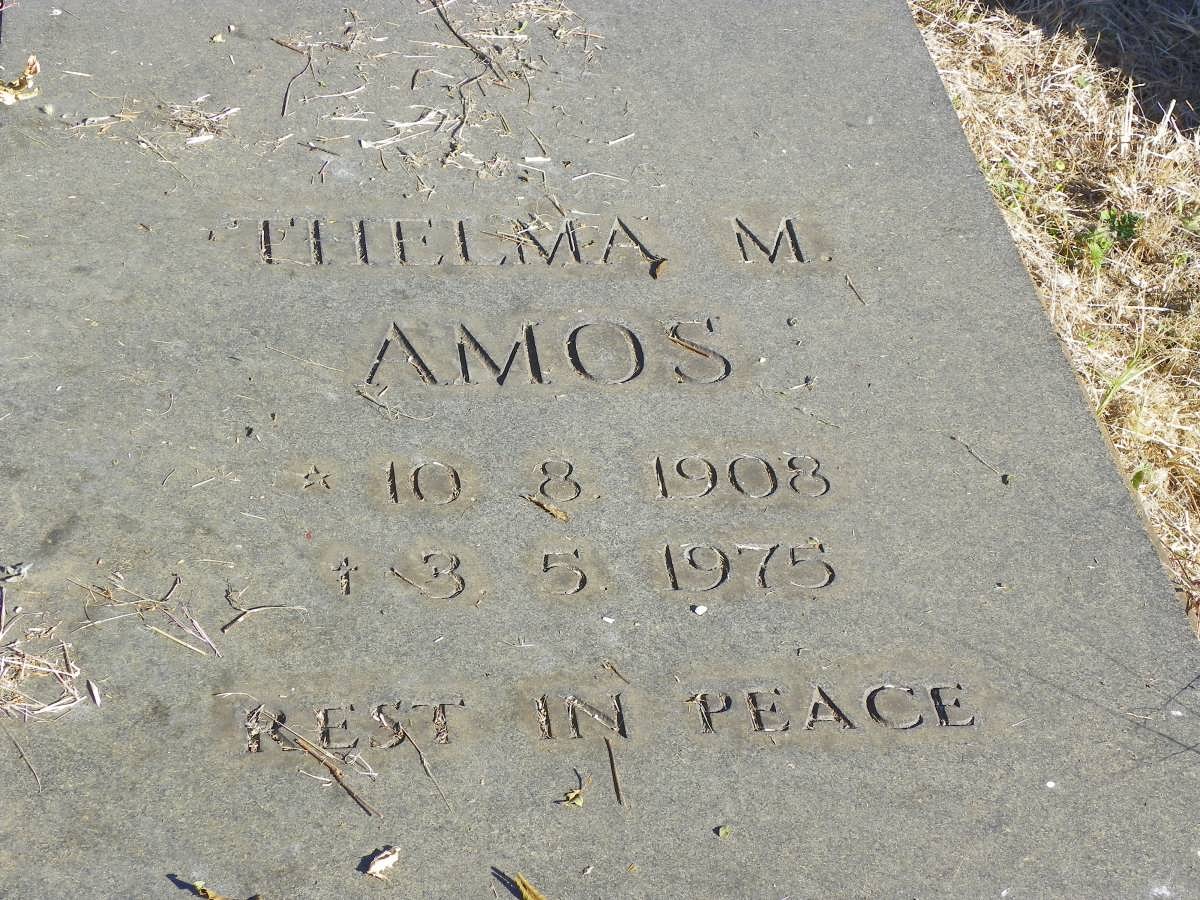 THELMA M.
AMOS
☆ 10 8 1908
† 3 5 1975
REST IN PEACE